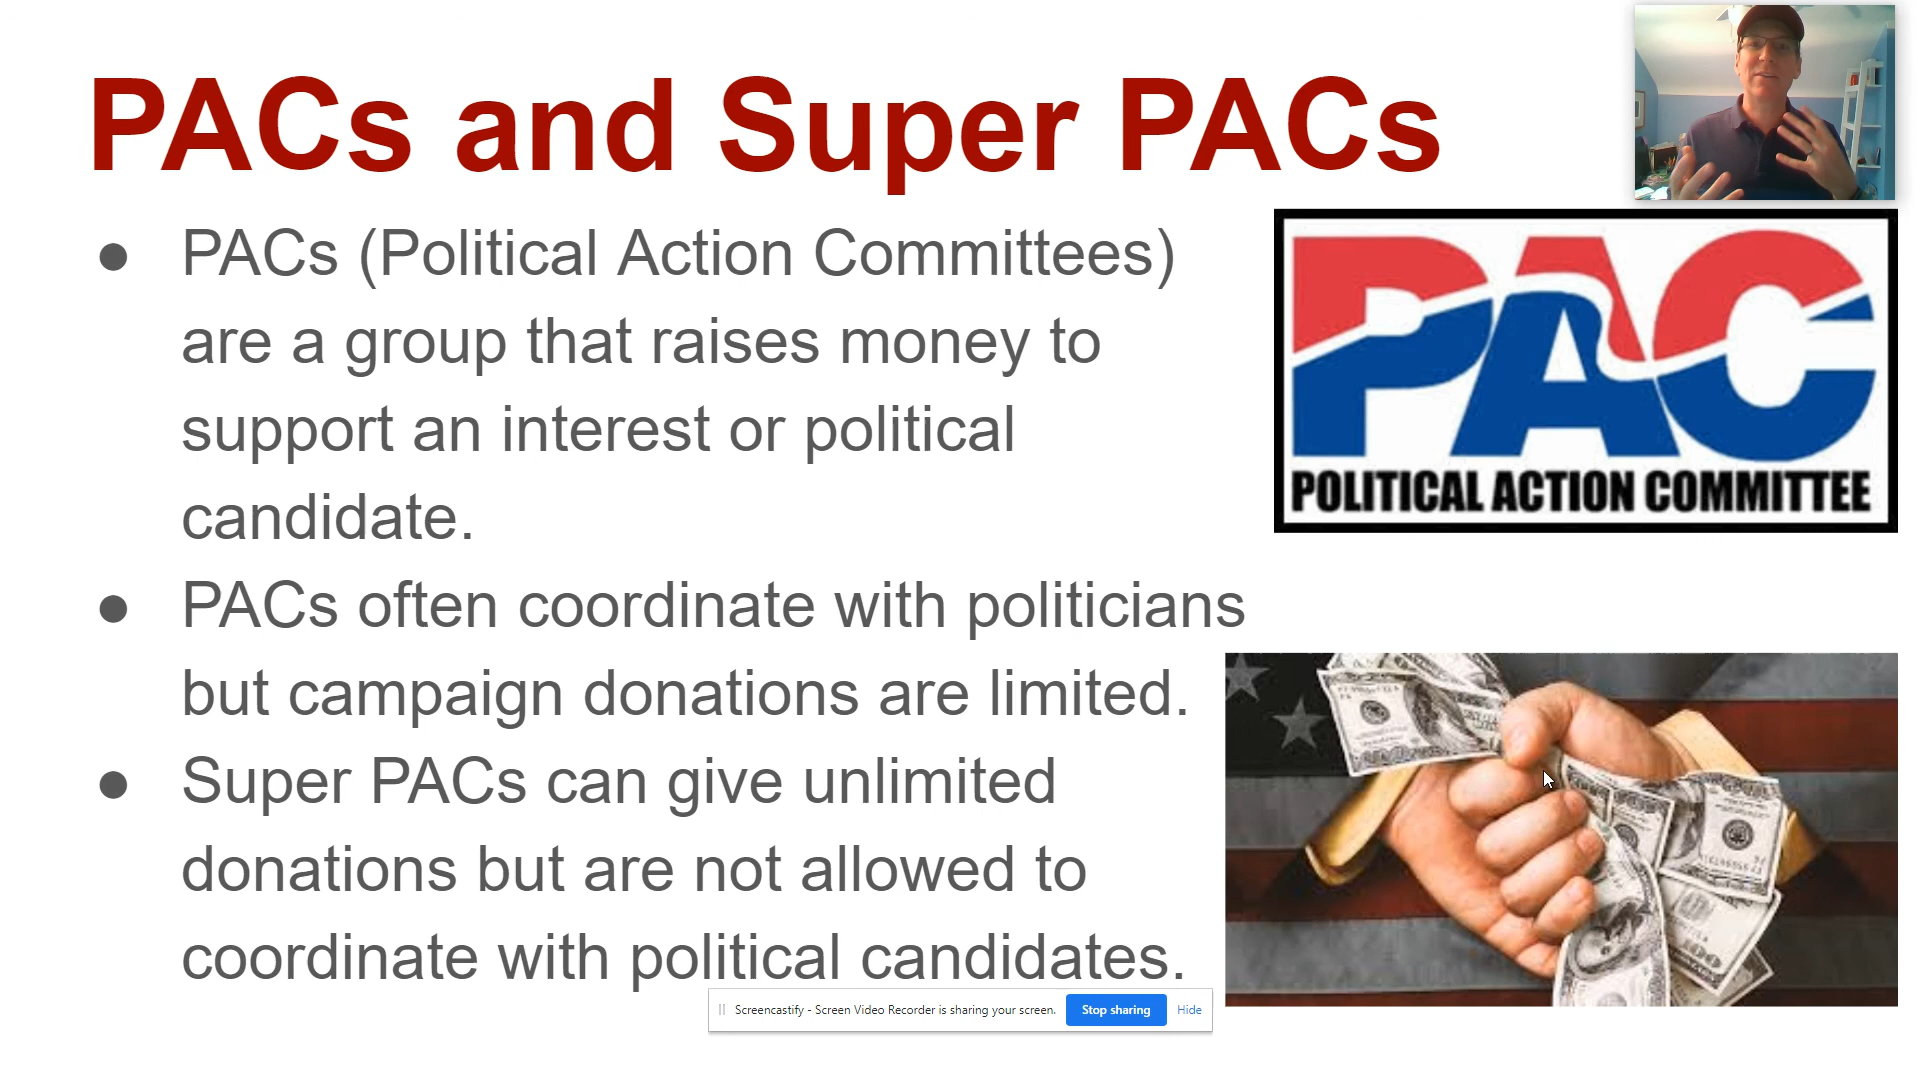 PACs and Super PACs
● PACs (Political Action Committees)
are a group that raises money to
support an interest or political
candidate.
● PACs often coordinate with politicians
but campaign donations are limited.
● Super PACs can give unlimited
donations but are not allowed to
coordinate with political candidates.
PAC
POLITICAL ACTION COMMITTEE
100
Screencastify - Screen Video Recorder is sharing your screen.
Stop sharing
Hide